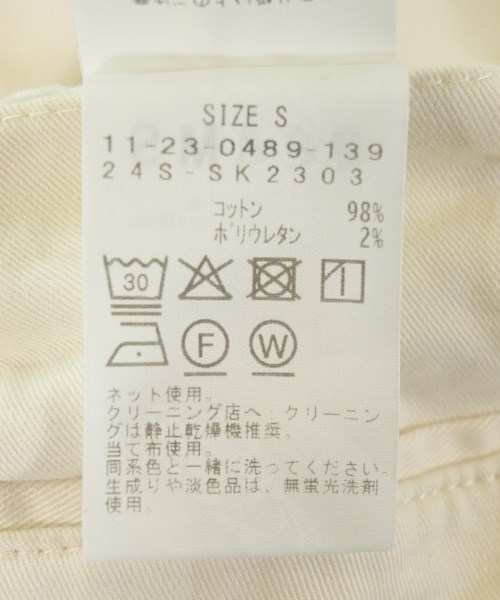 SIZE S
11-23-0489-139
24S-SK2303
コットン 98%
ポリウレタン 2%
30
F W
ネット使用。
クリーニング店へ:クリーニン
グは静止乾燥機推奨。
当て布使用。
同系色と一緒に洗ってください。
生成りや淡色品は、無蛍光洗剤
使用。